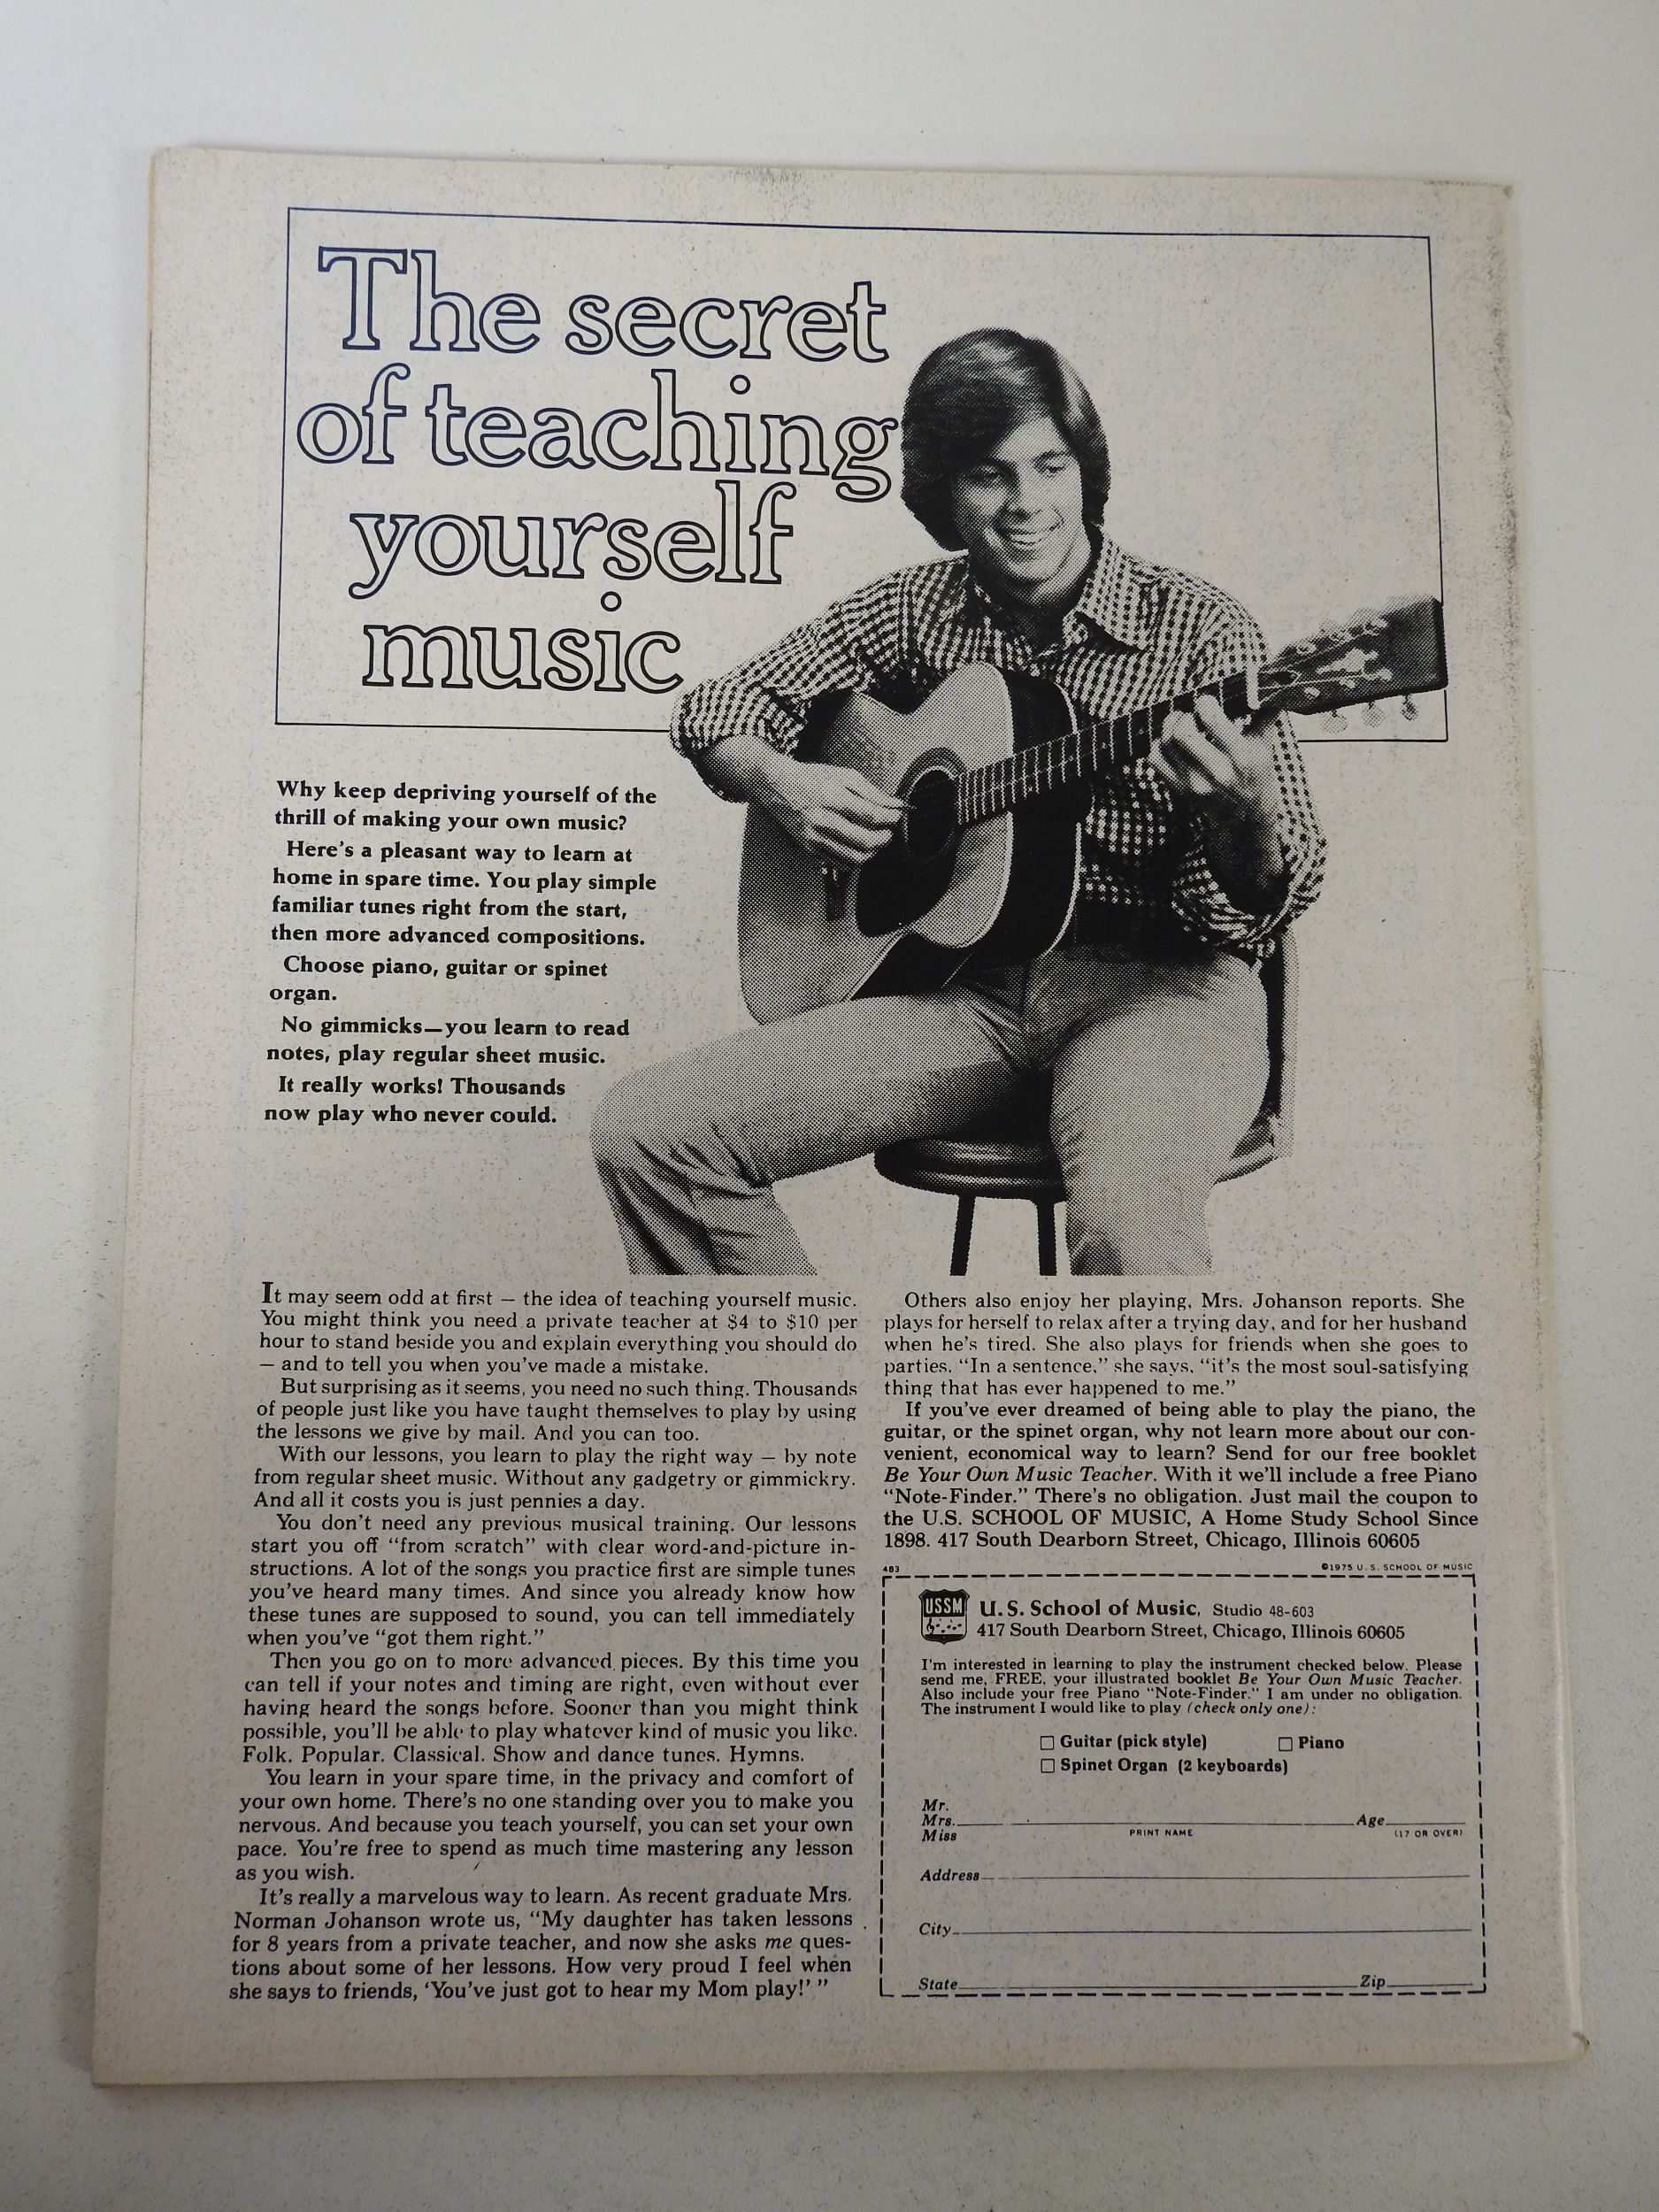 The secret
of teaching
yourself
music
Why keep depriving yourself of the
thrill of making your own music?
Here's a pleasant way to learn at
home in spare time. You play simple
familiar tunes right from the start,
then more advanced compositions.
Choose piano, guitar or spinet
organ.
No gimmicks—you learn to read
notes, play regular sheet music.
It really works! Thousands
now play who never could.
It may seem odd at first — the idea of teaching yourself music.
You might think you need a private teacher at $4 to $10 per
hour to stand beside you and explain everything you should do
— and to tell you when you've made a mistake.
But surprising as it seems, you need no such thing. Thousands
of people just like you have taught themselves to play by using
the lessons we give by mail. And you can too.
With our lessons, you learn to play the right way — by note
from regular sheet music. Without any gadgetry or gimmickry.
And all it costs you is just pennies a day.
You don't need any previous musical training. Our lessons
start you off “from scratch” with clear word-and-picture in-
structions. A lot of the songs you practice first are simple tunes
you've heard many times. And since you already know how
these tunes are supposed to sound, you can tell immediately
when you've “got them right.”
Then you go on to more advanced pieces. By this time you
can tell if your notes and timing are right, even without ever
having heard the songs before. Sooner than you might think
possible, you'll be able to play whatever kind of music you like.
Folk. Popular. Classical. Show and dance tunes. Hymns.
You learn in your spare time, in the privacy and comfort of
your own home. There's no one standing over you to make you
nervous. And because you teach yourself, you can set your own
pace. You're free to spend as much time mastering any lesson
as you wish.
It's really a marvelous way to learn. As recent graduate Mrs.
Norman Johanson wrote us, “My daughter has taken lessons
for 8 years from a private teacher, and now she asks me ques-
tions about some of her lessons. How very proud I feel when
she says to friends, ‘You've just got to hear my Mom play!’ ”
Others also enjoy her playing, Mrs. Johanson reports. She
plays for herself to relax after a trying day, and for her husband
when he's tired. She also plays for friends when she goes to
parties. “In a sentence,” she says, “it's the most soul-satisfying
thing that has ever happened to me.”
If you've ever dreamed of being able to play the piano, the
guitar, or the spinet organ, why not learn more about our con-
venient, economical way to learn? Send for our free booklet
Be Your Own Music Teacher. With it we'll include a free Piano
“Note-Finder.” There's no obligation. Just mail the coupon to
the U.S. SCHOOL OF MUSIC, A Home Study School Since
1898. 417 South Dearborn Street, Chicago, Illinois 60605
483
©1975 U. S. SCHOOL OF MUSIC
USSM
U. S. School of Music, Studio 48-603
417 South Dearborn Street, Chicago, Illinois 60605
I'm interested in learning to play the instrument checked below. Please
send me, FREE, your illustrated booklet Be Your Own Music Teacher.
Also include your free Piano “Note-Finder.” I am under no obligation.
The instrument I would like to play (check only one):
Guitar (pick style) Piano
Spinet Organ (2 keyboards)
Mr.
Mrs. Age
Miss PRINT NAME (17 OR OVER)
Address
City
State Zip